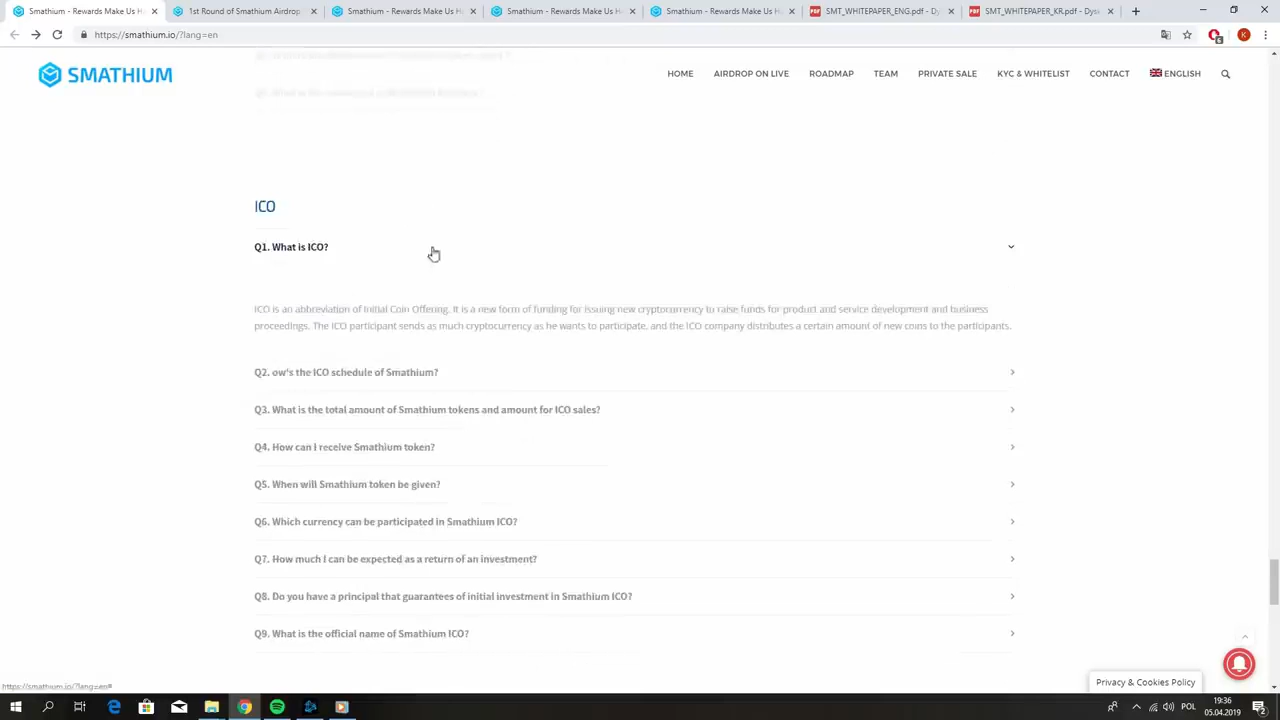 Smathium - Rewards Make Us H
1st Round of Smathium Airdrop
Smathium - Rewards Make Us H
Smathium - Rewards Make Us H
Smathium - Rewards Make Us H
SMT_WHITEPAPER_ENG.pdf - Dy
SMT_WHITEPAPER_KR.pdf - Dysk
https://smathium.io/?lang=en
K
SMATHIUM
HOME
AIRDROP ON LIVE
ROADMAP
TEAM
PRIVATE SALE
KYC & WHITELIST
CONTACT
ENGLISH
ICO
Q1. What is ICO?
ICO is an abbreviation of Initial Coin Offering. It is a new form of funding for issuing new cryptocurrency to raise funds for product and service development and business
proceedings. The ICO participant sends as much cryptocurrency as he wants to participate, and the ICO company distributes a certain amount of new coins to the participants.
Q2. ow's the ICO schedule of Smathium?
Q3. What is the total amount of Smathium tokens and amount for ICO sales?
Q4. How can I receive Smathium token?
Q5. When will Smathium token be given?
Q6. Which currency can be participated in Smathium ICO?
Q7. How much I can be expected as a return of an investment?
Q8. Do you have a principal that guarantees of initial investment in Smathium ICO?
Q9. What is the official name of Smathium ICO?
Privacy & Cookies Policy
https://smathium.io/?lang=en#
POL
19:36
05.04.2019